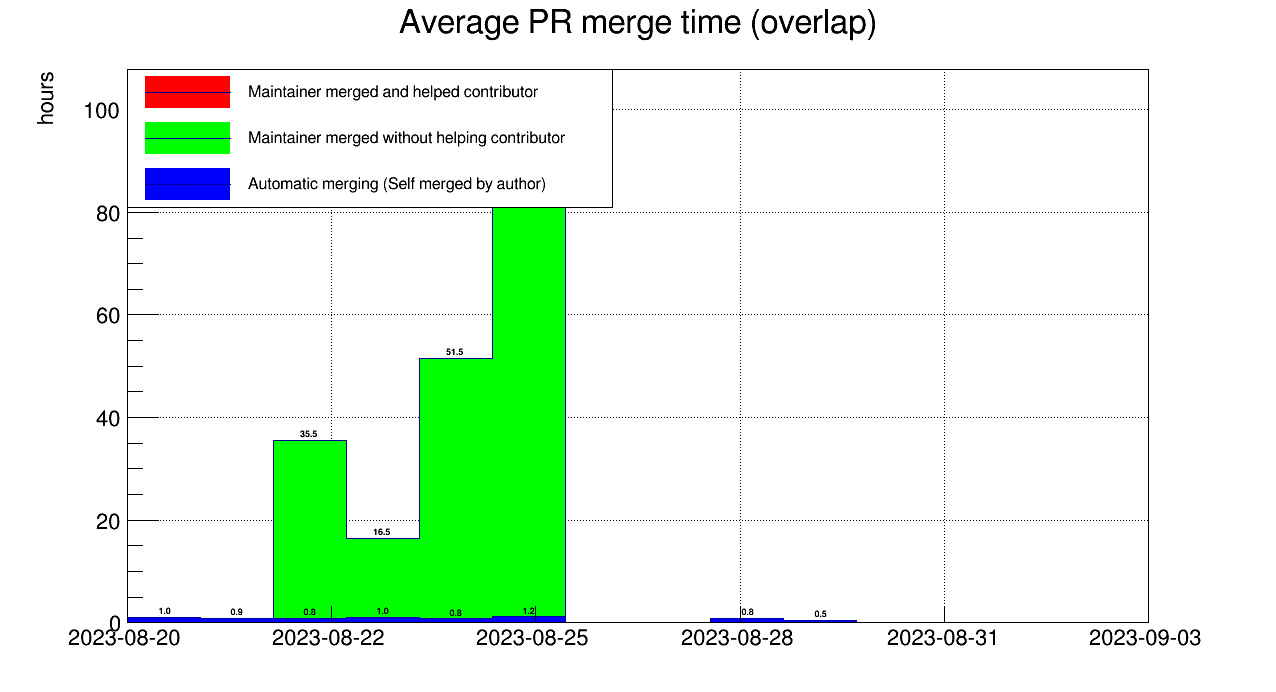 Average PR merge time (overlap)
hours
Maintainer merged and helped contributor
Maintainer merged without helping contributor
Automatic merging (Self merged by author)
100
80
60
40
20
0
51.5
35.5
16.5
1.0 0.9 0.8 1.0 0.8 1.2 0.8 0.5
2023-08-20 2023-08-22 2023-08-25 2023-08-28 2023-08-31 2023-09-03